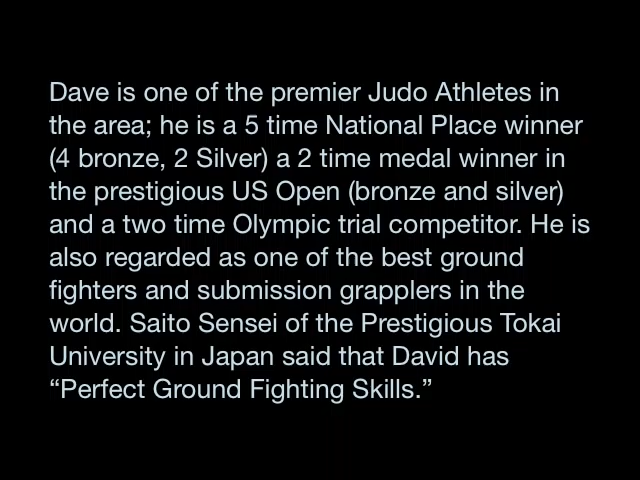 Dave is one of the premier Judo Athletes in
the area; he is a 5 time National Place winner
(4 bronze, 2 Silver) a 2 time medal winner in
the prestigious US Open (bronze and silver)
and a two time Olympic trial competitor. He is
also regarded as one of the best ground
fighters and submission grapplers in the
world. Saito Sensei of the Prestigious Tokai
University in Japan said that David has
“Perfect Ground Fighting Skills.”